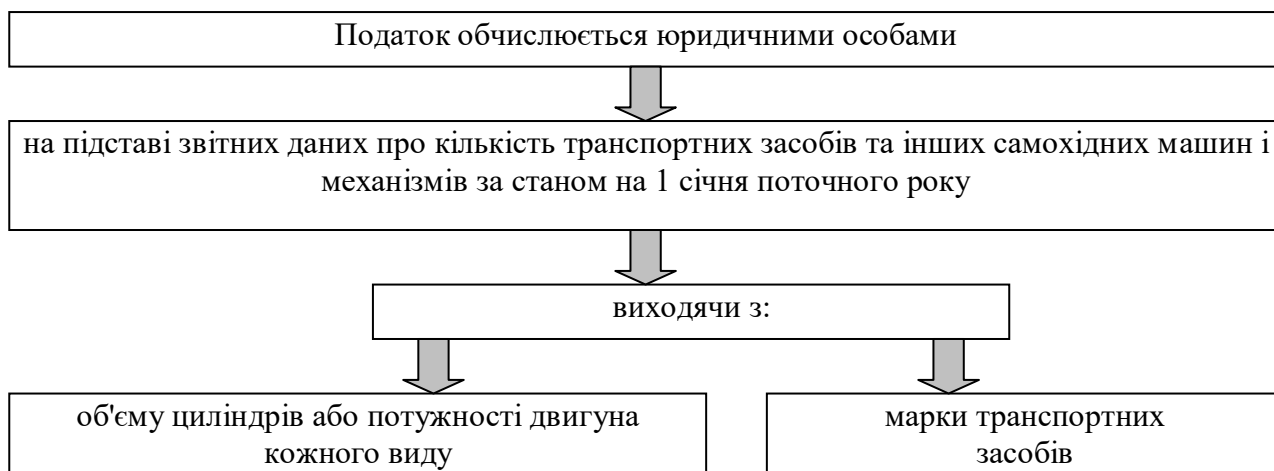 Податок обчислюється юридичними особами
на підставі звітних даних про кількість транспортних засобів та інших самохідних машин і
механізмів за станом на 1 січня поточного року
виходячи з:
об'єму циліндрів або потужності двигуна
кожного виду
марки транспортних
засобів